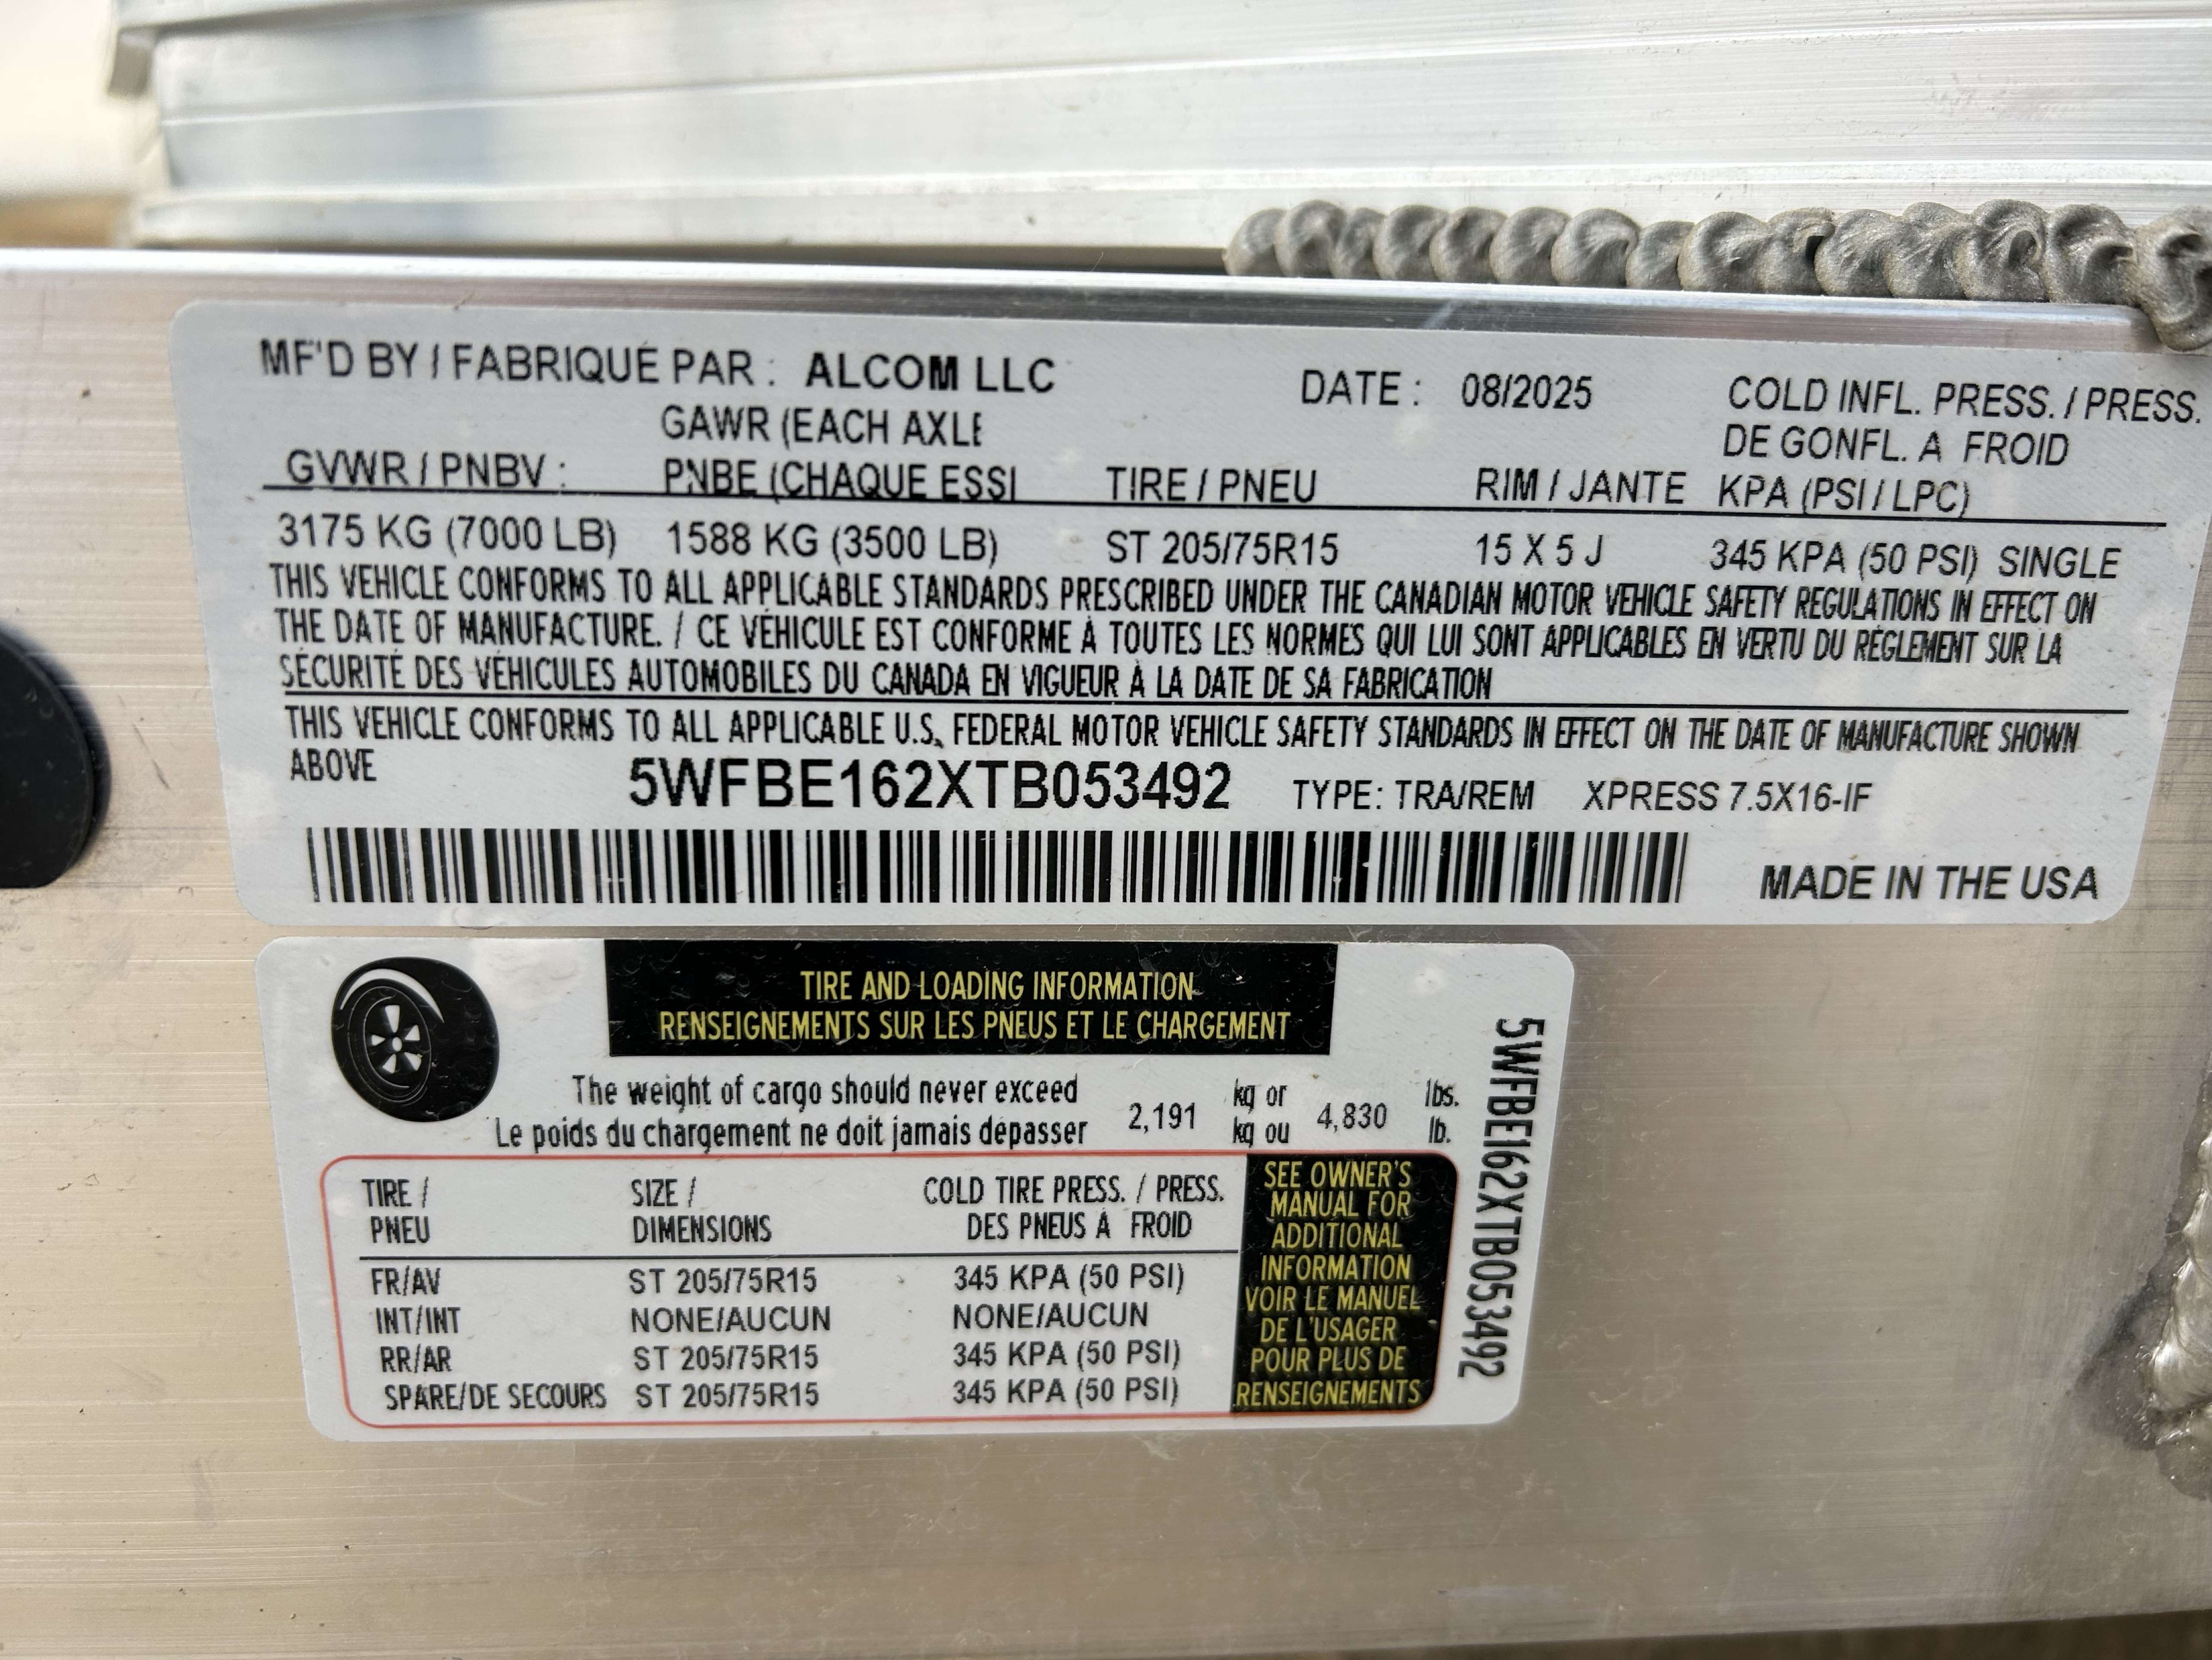 MF'D BY / FABRIQUÉ PAR : ALCOM LLC DATE : 08/2025 COLD INFL. PRESS. / PRESS.
GAWR (EACH AXLE DE GONFL. A FROID
GVWR / PNBV : PNBE (CHAQUE ESSI TIRE / PNEU RIM / JANTE KPA (PSI / LPC)
3175 KG (7000 LB) 1588 KG (3500 LB) ST 205/75R15 15 X 5 J 345 KPA (50 PSI) SINGLE
THIS VEHICLE CONFORMS TO ALL APPLICABLE STANDARDS PRESCRIBED UNDER THE CANADIAN MOTOR VEHICLE SAFETY REGULATIONS IN EFFECT ON
THE DATE OF MANUFACTURE. / CE VÉHICULE EST CONFORME À TOUTES LES NORMES QUI LUI SONT APPLICABLES EN VERTU DU RÈGLEMENT SUR LA
SÉCURITÉ DES VÉHICULES AUTOMOBILES DU CANADA EN VIGUEUR À LA DATE DE SA FABRICATION
THIS VEHICLE CONFORMS TO ALL APPLICABLE U.S. FEDERAL MOTOR VEHICLE SAFETY STANDARDS IN EFFECT ON THE DATE OF MANUFACTURE SHOWN
ABOVE 5WFBE162XTB053492 TYPE: TRA/REM XPRESS 7.5X16-IF
MADE IN THE USA
TIRE AND LOADING INFORMATION
RENSEIGNEMENTS SUR LES PNEUS ET LE CHARGEMENT
The weight of cargo should never exceed kg or lbs.
Le poids du chargement ne doit jamais dépasser 2,191 kg ou 4,830 lb.
TIRE / SIZE / COLD TIRE PRESS. / PRESS.
PNEU DIMENSIONS DES PNEUS À FROID
FR/AV ST 205/75R15 345 KPA (50 PSI)
INT/INT NONE/AUCUN NONE/AUCUN
RR/AR ST 205/75R15 345 KPA (50 PSI)
SPARE/DE SECOURS ST 205/75R15 345 KPA (50 PSI)
SEE OWNER'S
MANUAL FOR
ADDITIONAL
INFORMATION
VOIR LE MANUEL
DE L'USAGER
POUR PLUS DE
RENSEIGNEMENTS
5WFBE162XTB053492